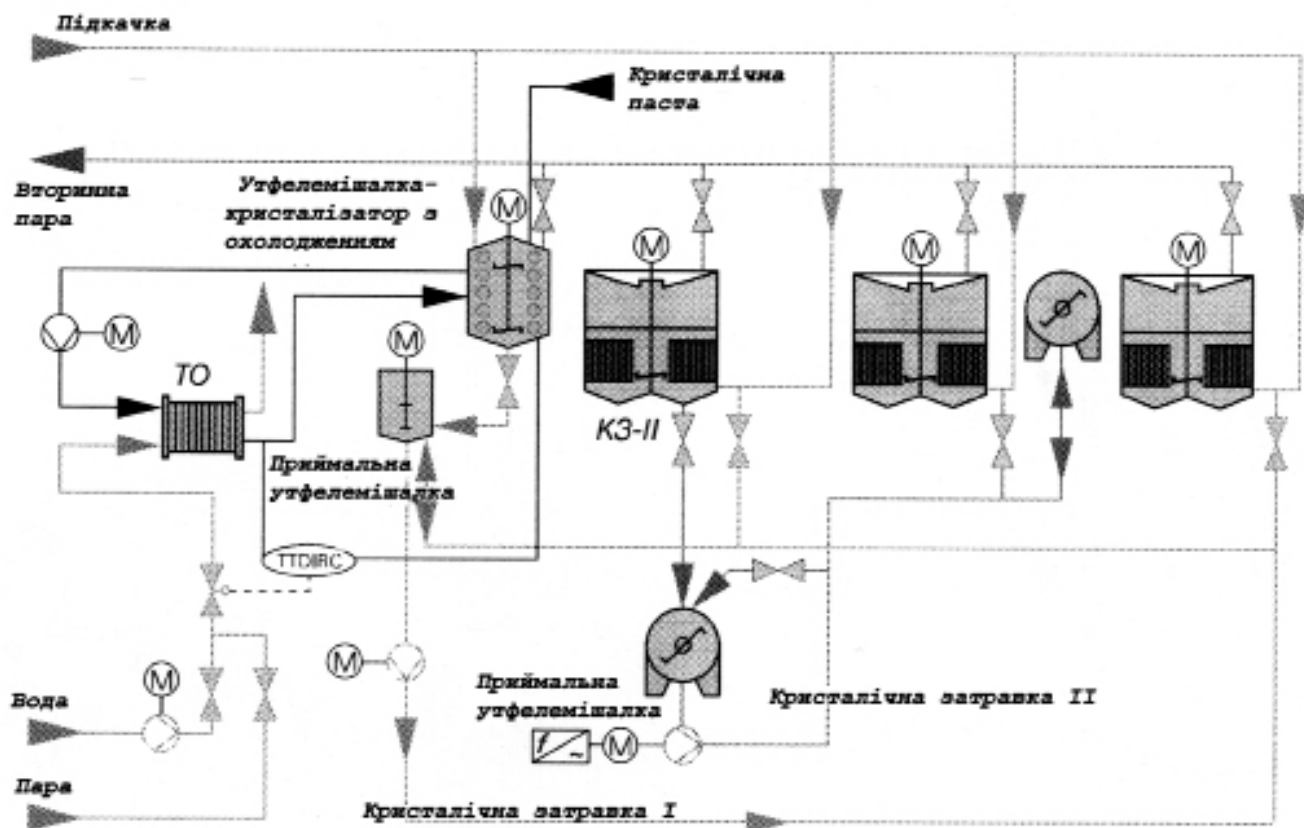 Підкачка
Кристалічна
паста
Вторинна
пара
Утфелемішалка-
кристалізатор з
охолодженням
M
M
M
M
M
M
TO
КЗ-II
Приймальна
утфелемішалка
TTDIRC
M
M
Вода
Приймальна
утфелемішалка
Кристалічна затравка II
f
~
M
Пара
Кристалічна затравка I